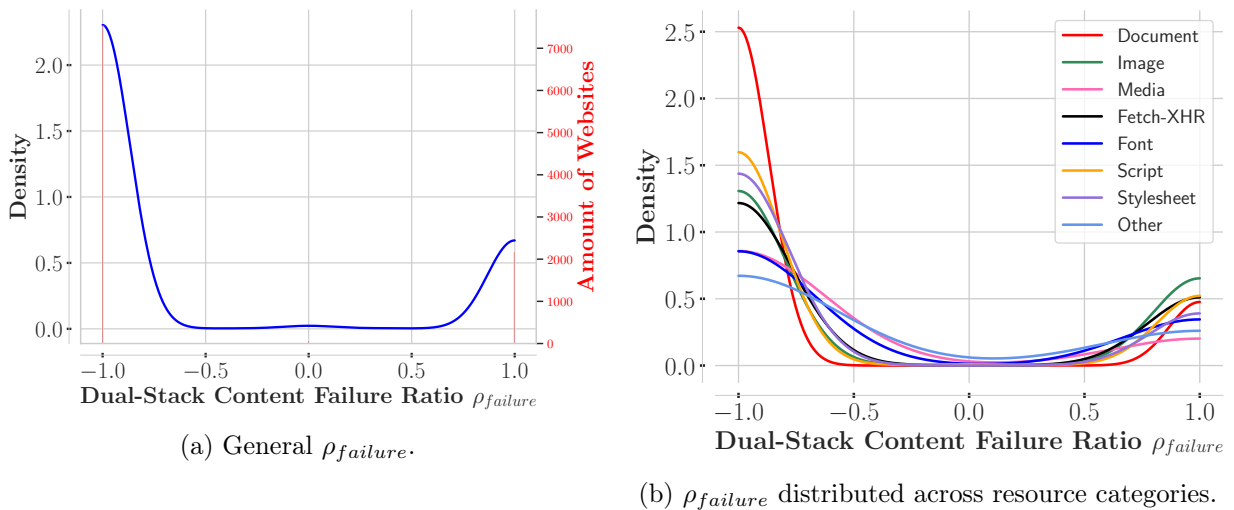 2.0
1.5
1.0
0.5
0.0
Density
7000
6000
5000
4000
3000
2000
1000
0
Amount of Websites
−1.0 −0.5 0.0 0.5 1.0
Dual-Stack Content Failure Ratio ρfailure
(a) General ρfailure.
2.5
2.0
1.5
1.0
0.5
0.0
Density
Document
Image
Media
Fetch-XHR
Font
Script
Stylesheet
Other
−1.0 −0.5 0.0 0.5 1.0
Dual-Stack Content Failure Ratio ρfailure
(b) ρfailure distributed across resource categories.